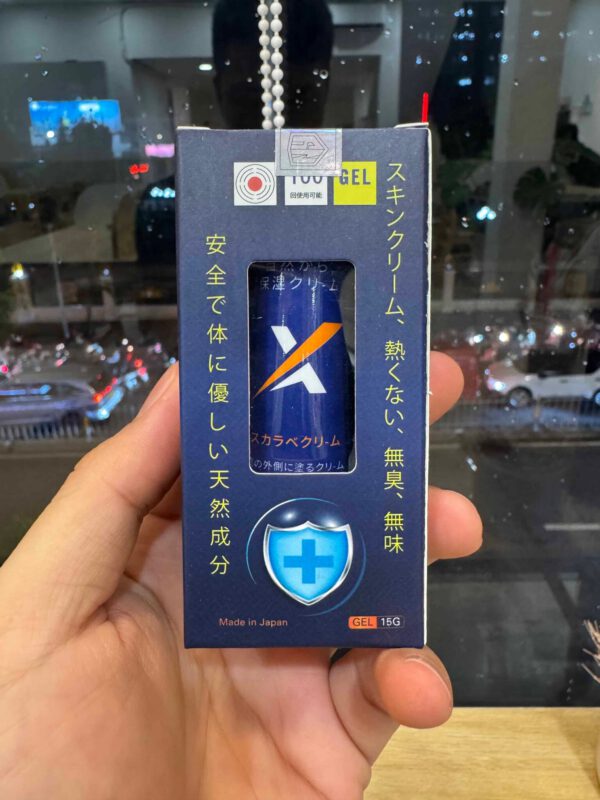 100
回使用可能
GEL
スキンクリーム、熱くない、無臭、無味
安全で体に優しい天然成分
保湿クリーム
X
スカラベクリーム
の外側に塗るクリーム
Made in Japan
GEL 15G